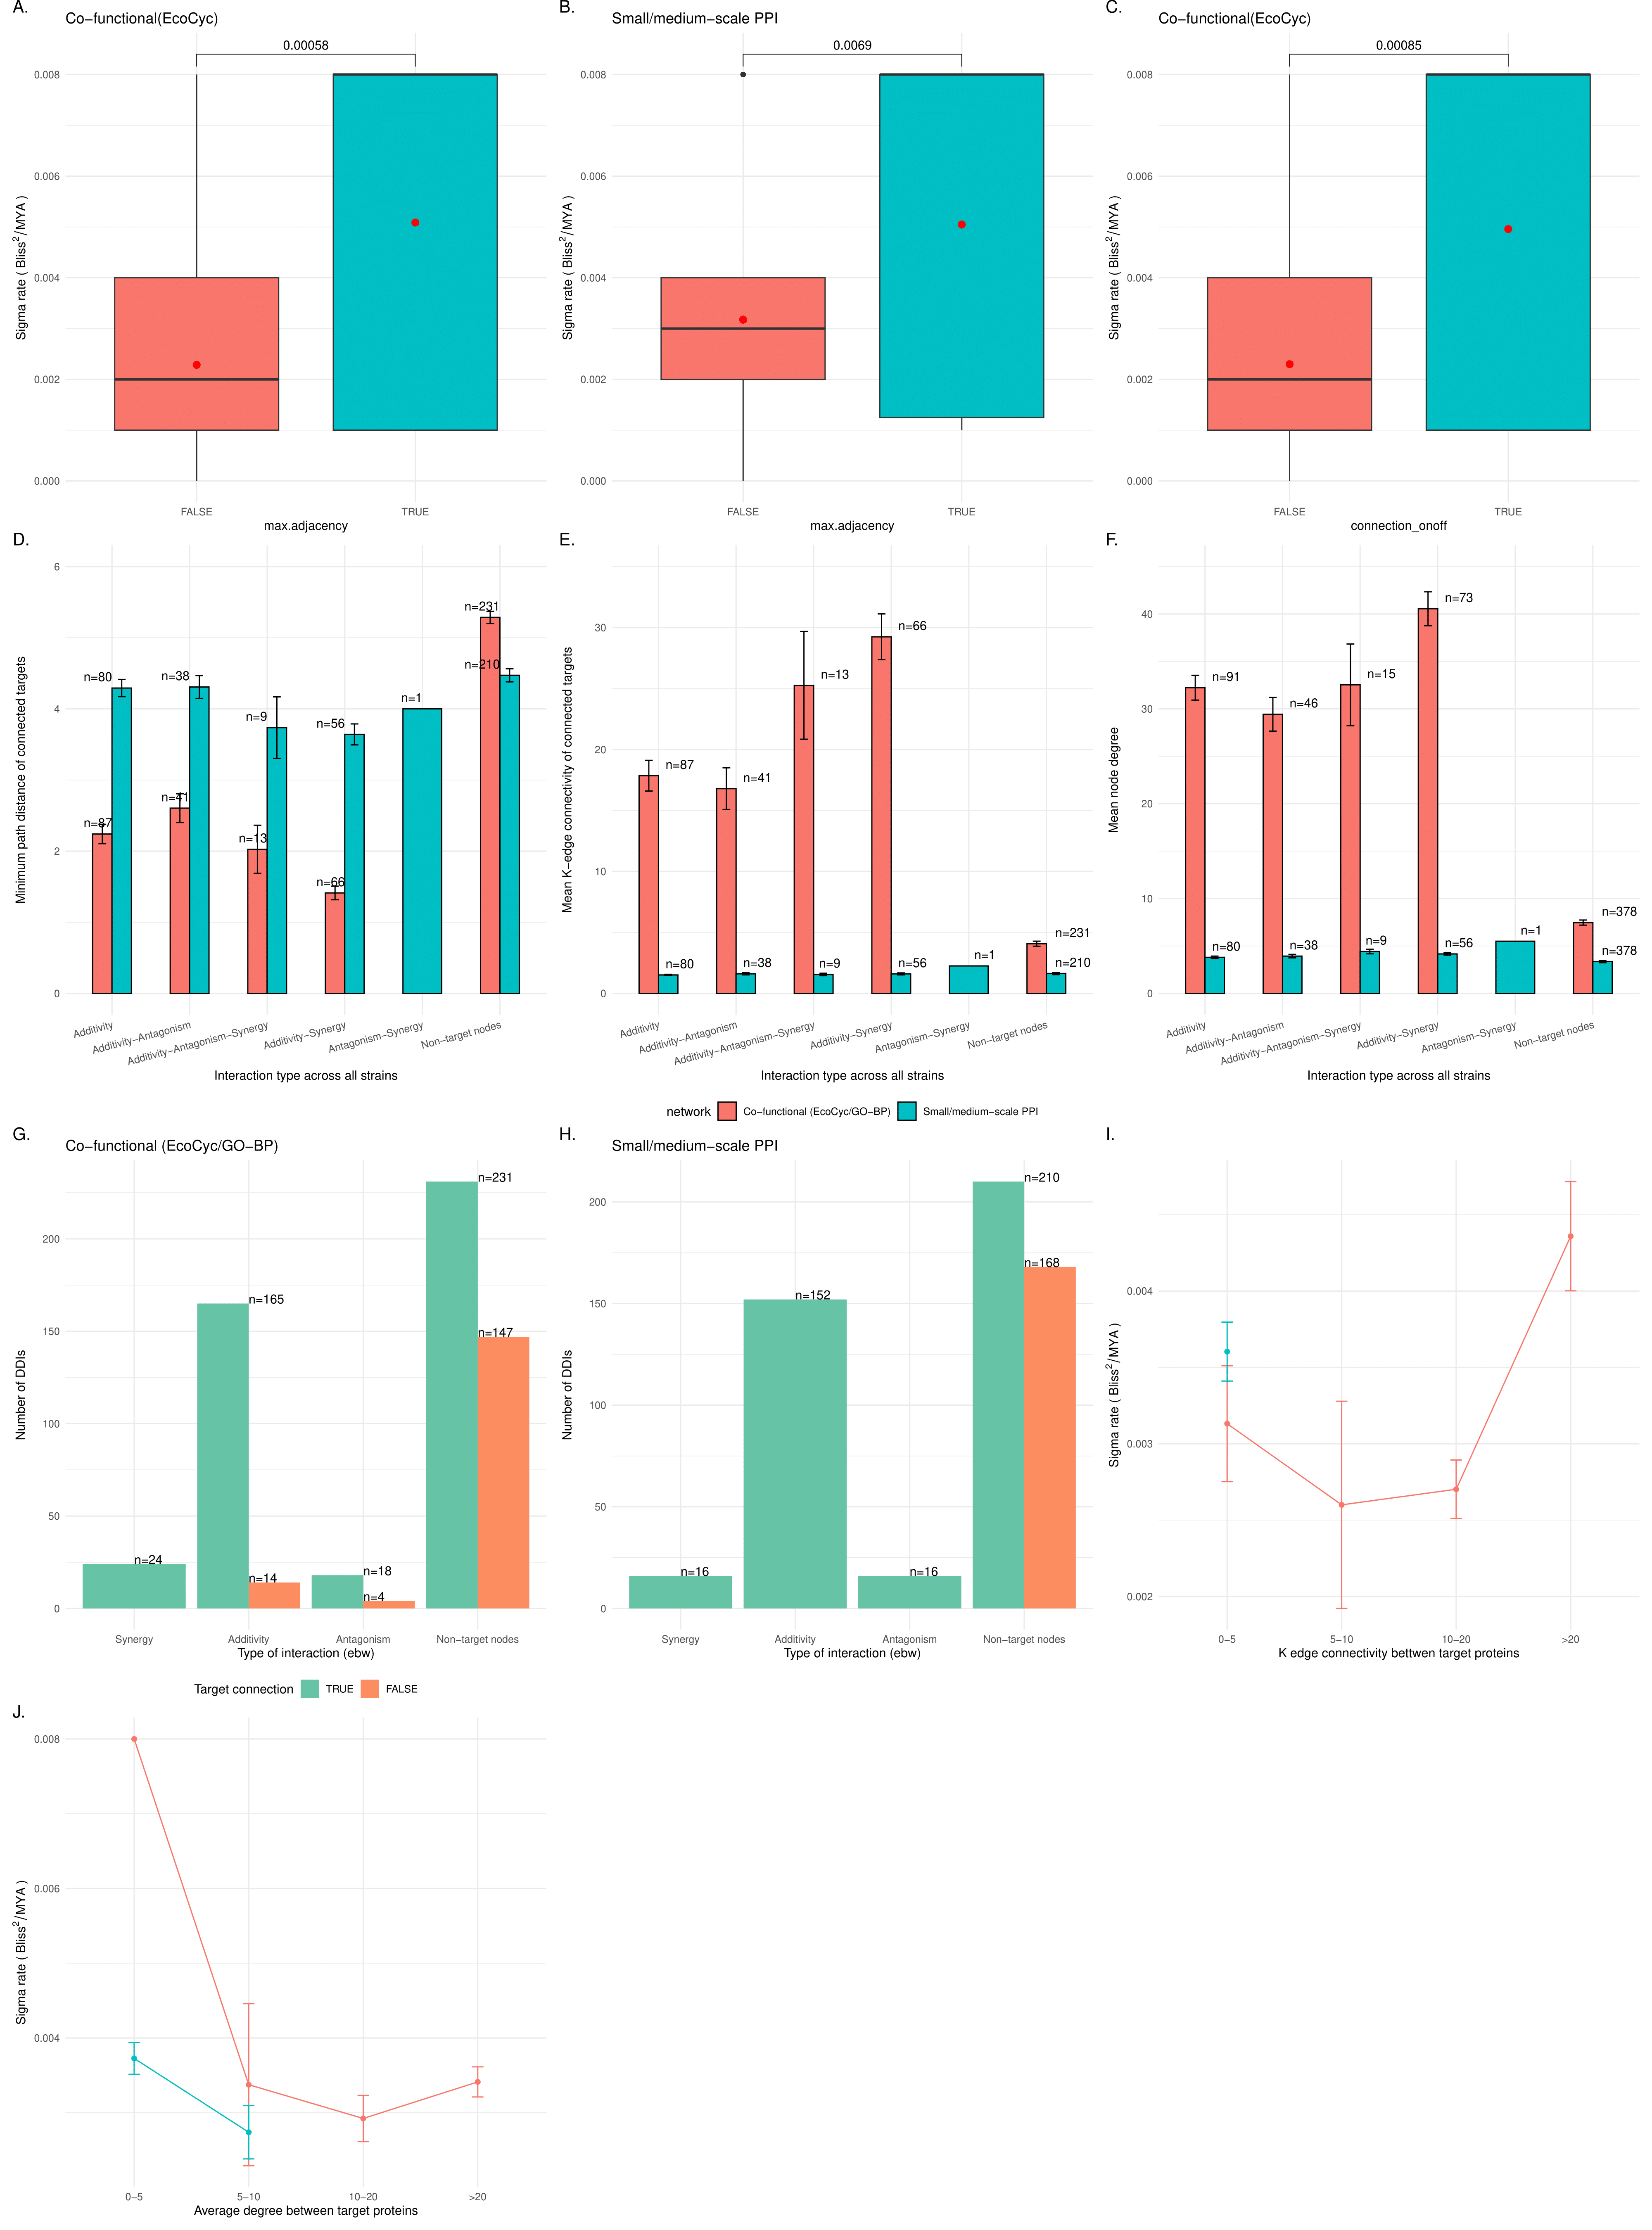 A.
Co−functional(EcoCyc)
0.00058
0.008
0.006
0.004
0.002
0.000
Sigma rate ( Bliss2/MYA )
FALSE
TRUE
max.adjacency
B.
Small/medium−scale PPI
0.0069
0.008
0.006
0.004
0.002
0.000
Sigma rate ( Bliss2/MYA )
FALSE
TRUE
max.adjacency
C.
Co−functional(EcoCyc)
0.00085
0.008
0.006
0.004
0.002
0.000
Sigma rate ( Bliss2/MYA )
FALSE
TRUE
connection_onoff
D.
6
4
2
0
Minimum path distance of connected targets
n=87
n=80
n=41
n=38
n=13
n=9
n=66
n=56
n=1
n=231
n=210
Additivity
Additivity−Antagonism
Additivity−Antagonism−Synergy
Additivity−Synergy
Antagonism−Synergy
Non−target nodes
Interaction type across all strains
E.
30
20
10
0
Mean K−edge connectivity of connected targets
n=87
n=80
n=41
n=38
n=13
n=9
n=66
n=56
n=1
n=231
n=210
Additivity
Additivity−Antagonism
Additivity−Antagonism−Synergy
Additivity−Synergy
Antagonism−Synergy
Non−target nodes
Interaction type across all strains
F.
40
30
20
10
0
Mean node degree
n=91
n=80
n=46
n=38
n=15
n=9
n=73
n=56
n=1
n=378
n=378
Additivity
Additivity−Antagonism
Additivity−Antagonism−Synergy
Additivity−Synergy
Antagonism−Synergy
Non−target nodes
Interaction type across all strains
network
Co−functional (EcoCyc/GO−BP)
Small/medium−scale PPI
G.
Co−functional (EcoCyc/GO−BP)
200
150
100
50
0
Number of DDIs
n=24
n=165
n=14
n=18
n=4
n=231
n=147
Synergy
Additivity
Antagonism
Non−target nodes
Type of interaction (ebw)
Target connection
TRUE
FALSE
H.
Small/medium−scale PPI
200
150
100
50
0
Number of DDIs
n=16
n=152
n=16
n=210
n=168
Synergy
Additivity
Antagonism
Non−target nodes
Type of interaction (ebw)
I.
0.004
0.003
0.002
Sigma rate ( Bliss2/MYA )
0−5
5−10
10−20
>20
K edge connectivity bettwen target proteins
J.
0.008
0.006
0.004
Sigma rate ( Bliss2/MYA )
0−5
5−10
10−20
>20
Average degree between target proteins